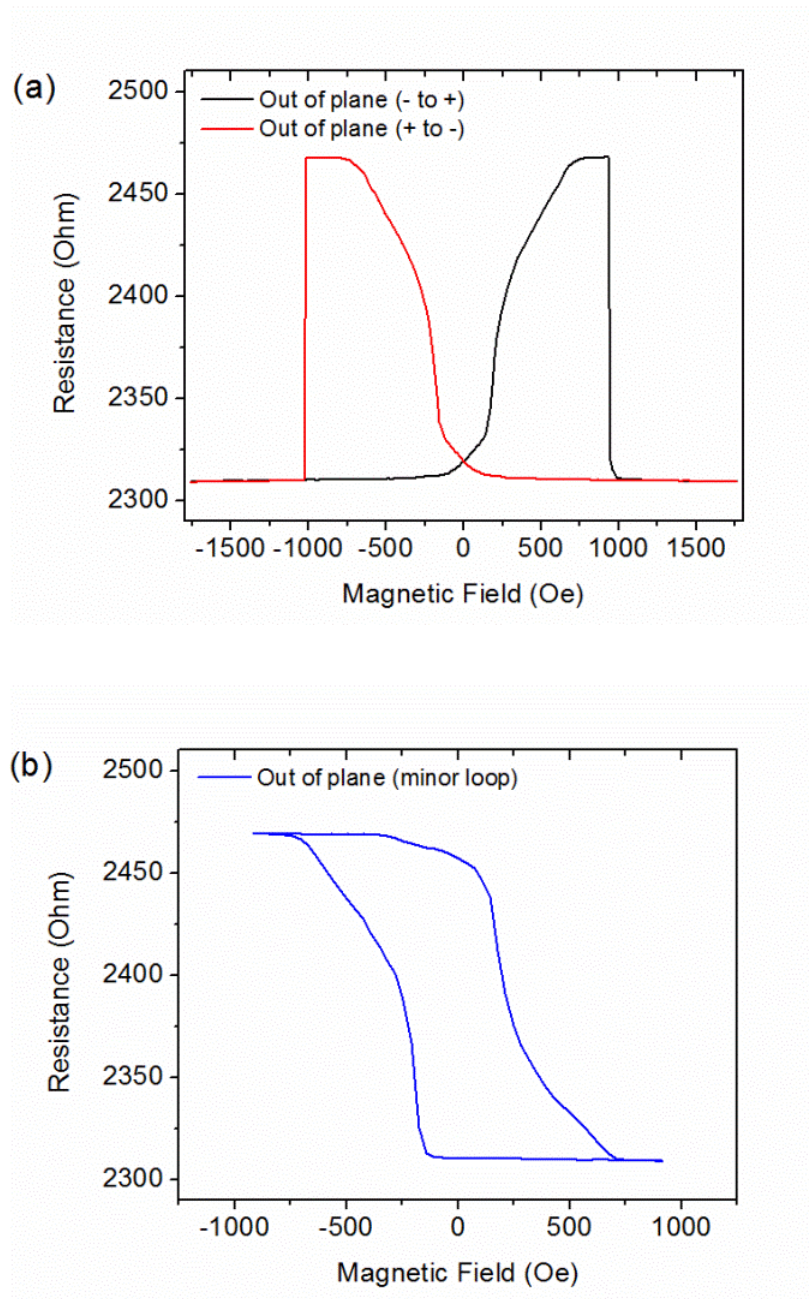 (a)
2500
2450
2400
2350
2300
Resistance (Ohm)
Out of plane (- to +)
Out of plane (+ to -)
-1500 -1000 -500 0 500 1000 1500
Magnetic Field (Oe)
(b)
2500
2450
2400
2350
2300
Resistance (Ohm)
Out of plane (minor loop)
-1000 -500 0 500 1000
Magnetic Field (Oe)